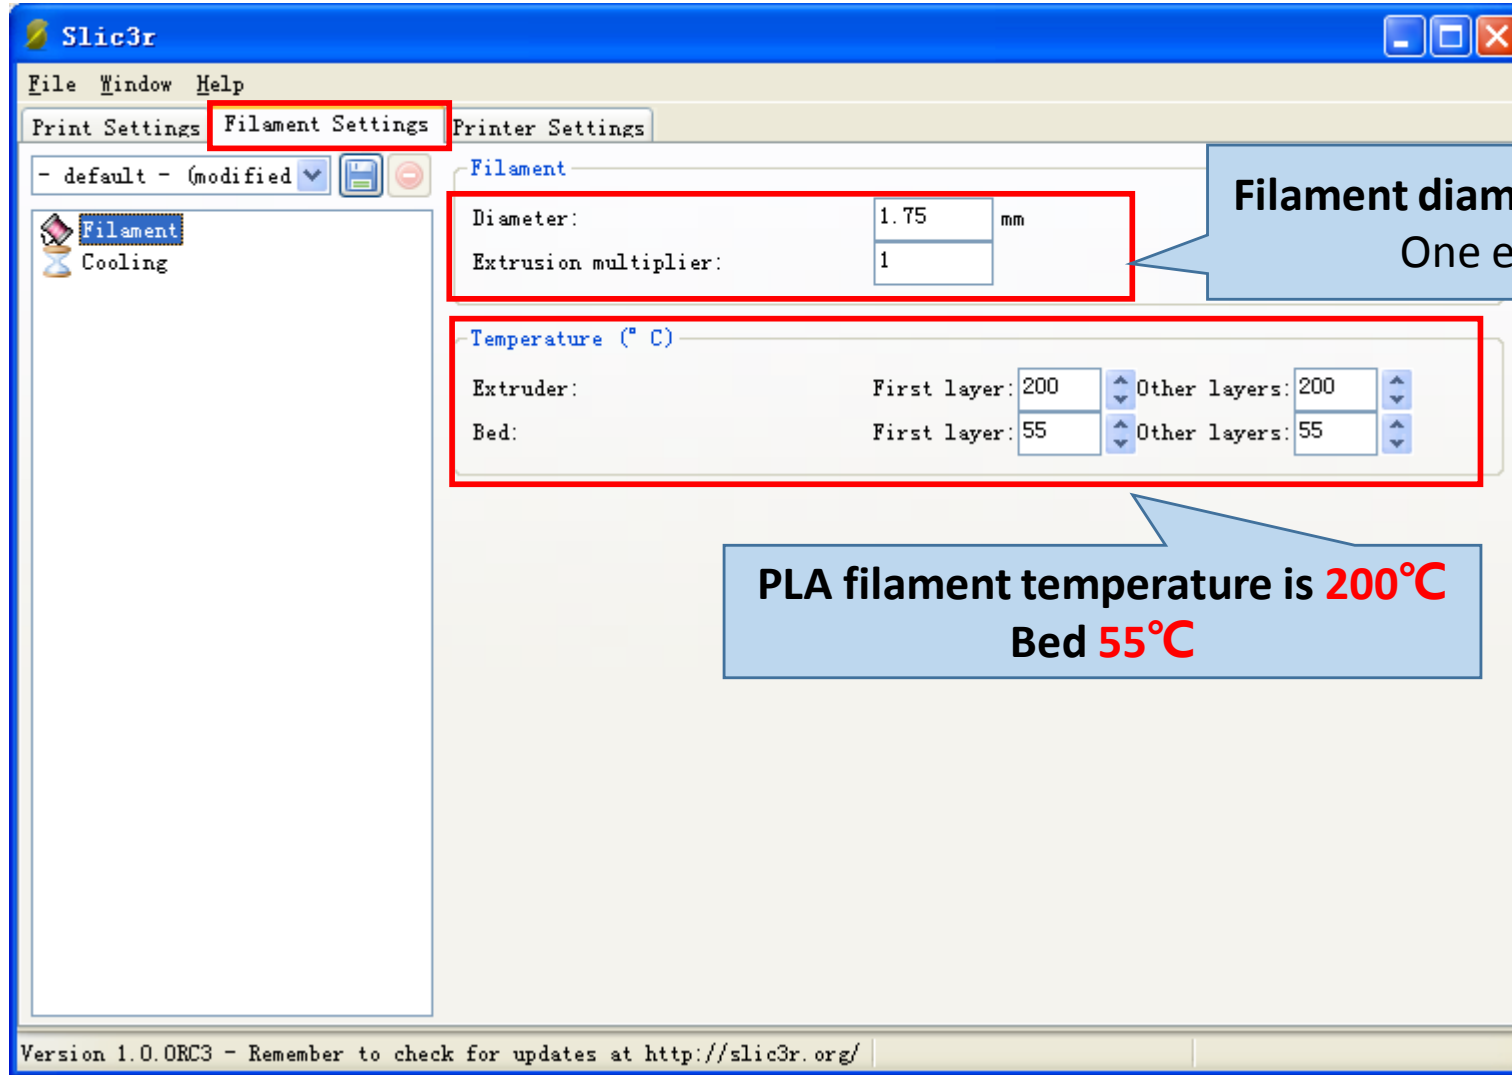 Slic3r
File Window Help
Print Settings Filament Settings Printer Settings
- default - (modified
Filament
Cooling
Filament
Diameter: 1.75 mm
Extrusion multiplier: 1
Filament diam
One e
Temperature (° C)
Extruder: First layer: 200 Other layers: 200
Bed: First layer: 55 Other layers: 55
PLA filament temperature is 200℃
Bed 55℃
Version 1.0.0RC3 - Remember to check for updates at http://slic3r.org/